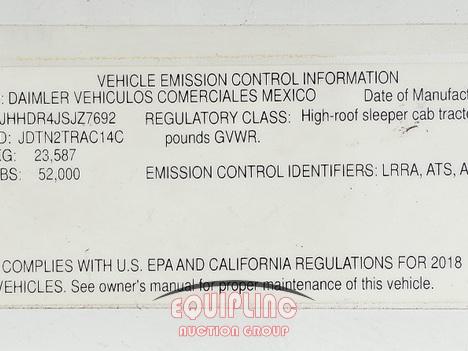 VEHICLE EMISSION CONTROL INFORMATION
: DAIMLER VEHICULOS COMERCIALES MEXICO Date of Manufact
JHHDR4JSJZ7692 REGULATORY CLASS: High-roof sleeper cab tracto
D: JDTN2TRAC14C pounds GVWR.
KG: 23,587
BS: 52,000 EMISSION CONTROL IDENTIFIERS: LRRA, ATS, A
COMPLIES WITH U.S. EPA AND CALIFORNIA REGULATIONS FOR 2018
VEHICLES. See owner's manual for proper maintenance of this vehicle.
EQUIPLINC
AUCTION GROUP